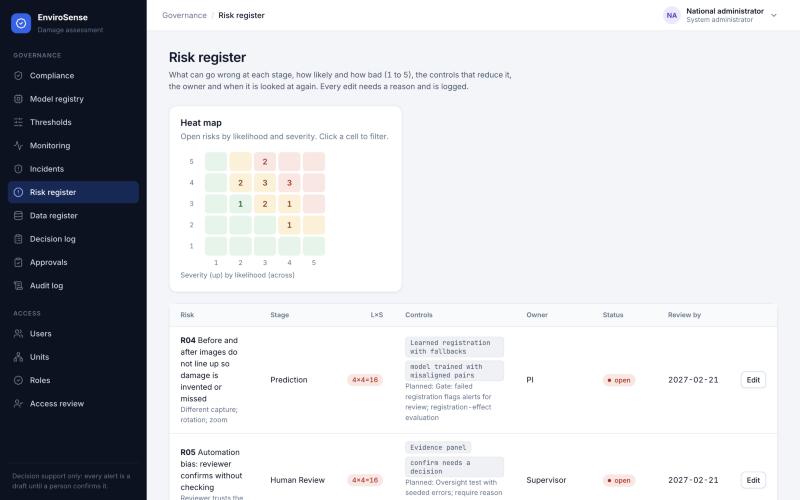 EnviroSense
Damage assessment
GOVERNANCE
Compliance
Model registry
Thresholds
Monitoring
Incidents
Risk register
Data register
Decision log
Approvals
Audit log
ACCESS
Users
Units
Roles
Access review
Decision support only: every alert is a
draft until a person confirms it.
Governance / Risk register
NA
National administrator
System administrator
Risk register
What can go wrong at each stage, how likely and how bad (1 to 5), the controls that reduce it,
the owner and when it is looked at again. Every edit needs a reason and is logged.
Heat map
Open risks by likelihood and severity. Click a cell to filter.
5 2
4 2 3 3
3 1 2 1
2 1
1
1 2 3 4 5
Severity (up) by likelihood (across)
Risk Stage L×S Controls Owner Status Review by
R04 Before and
after images do
not line up so
damage is
invented or
missed
Different capture;
rotation; zoom
Prediction
4×4=16
Learned registration
with fallbacks
model trained with
misaligned pairs
Planned: Gate: failed
registration flags alerts for
review; registration-effect
evaluation
PI
open
2027-02-21
Edit
R05 Automation
bias: reviewer
confirms without
checking
Reviewer trusts the
Human Review
4×4=16
Evidence panel
confirm needs a
decision
Planned: Oversight test with
seeded errors; require reason
Supervisor
open
2027-02-21
Edit